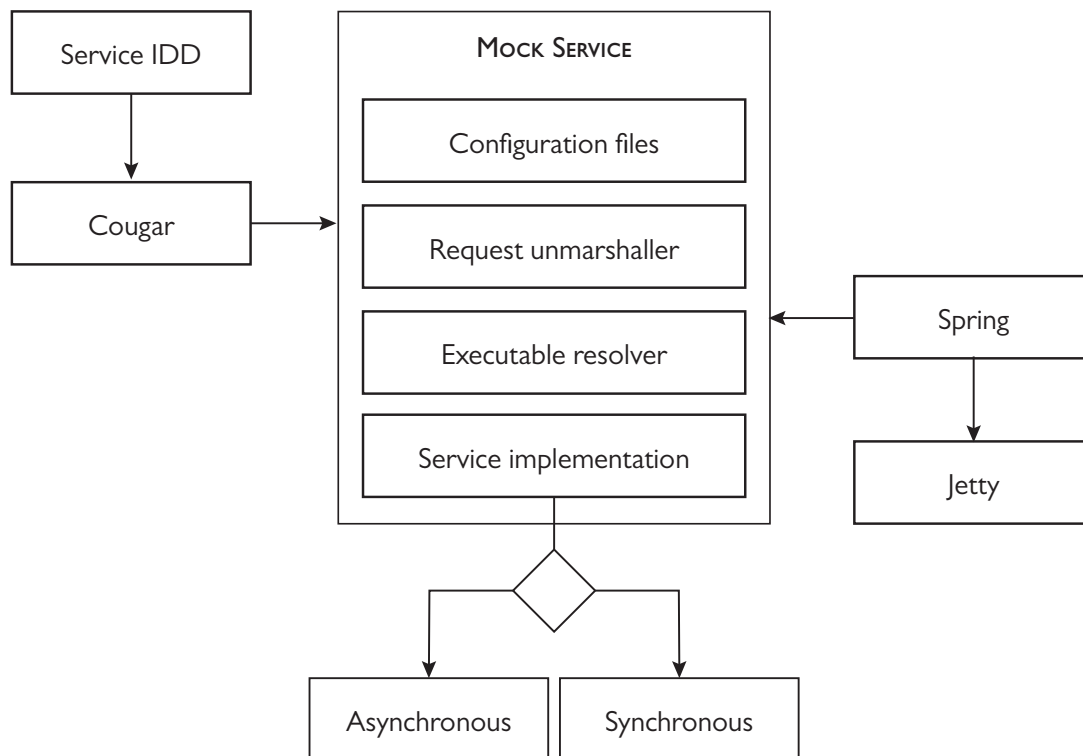 Service IDD
Mock Service
Configuration files
Cougar
Request unmarshaller
Spring
Executable resolver
Service implementation
Jetty
Asynchronous
Synchronous